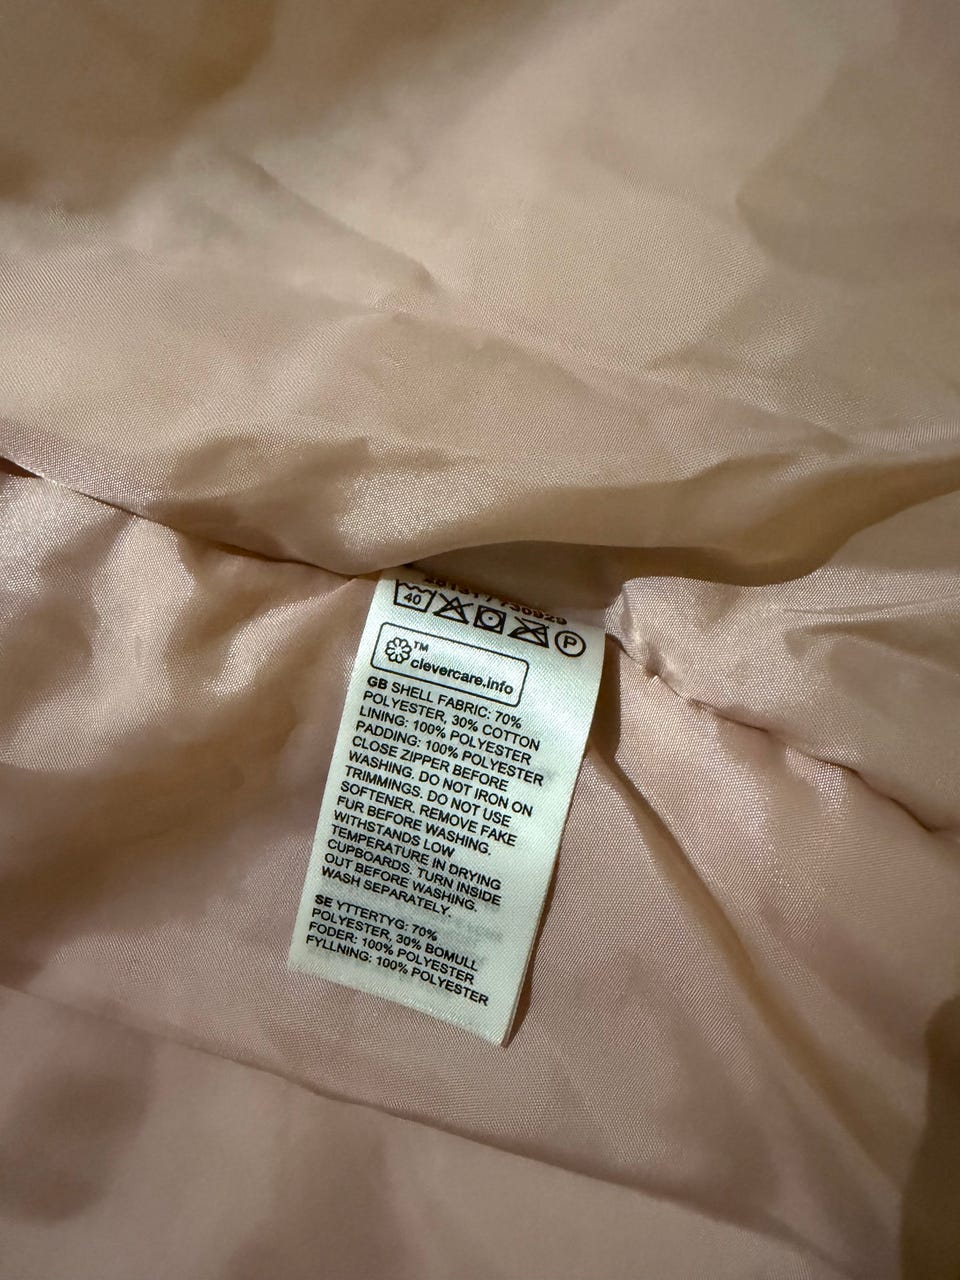 40 P
™
clevercare.info
GB SHELL FABRIC: 70%
POLYESTER, 30% COTTON
LINING: 100% POLYESTER
PADDING: 100% POLYESTER
CLOSE ZIPPER BEFORE
WASHING. DO NOT IRON ON
TRIMMINGS. DO NOT USE
SOFTENER. REMOVE FAKE
FUR BEFORE WASHING.
WITHSTANDS LOW
TEMPERATURE IN DRYING
CUPBOARDS. TURN INSIDE
OUT BEFORE WASHING.
WASH SEPARATELY.
SE YTTERTYG: 70%
POLYESTER, 30% BOMULL
FODER: 100% POLYESTER
FYLLNING: 100% POLYESTER